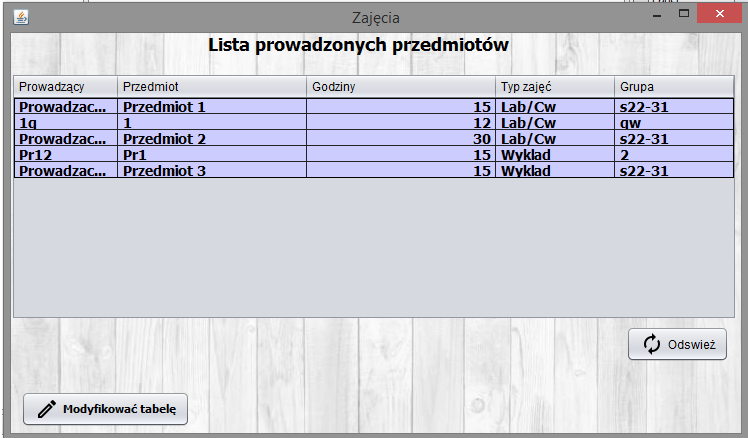 Zajęcia
Lista prowadzonych przedmiotów
Prowadzący Przedmiot Godziny Typ zajęć Grupa
Prowadzac... Przedmiot 1 15 Lab/Cw s22-31
1q 1 12 Lab/Cw qw
Prowadzac... Przedmiot 2 30 Lab/Cw s22-31
Pr12 Pr1 15 Wyklad 2
Prowadzac... Przedmiot 3 15 Wyklad s22-31
Odswież
Modyfikować tabelę